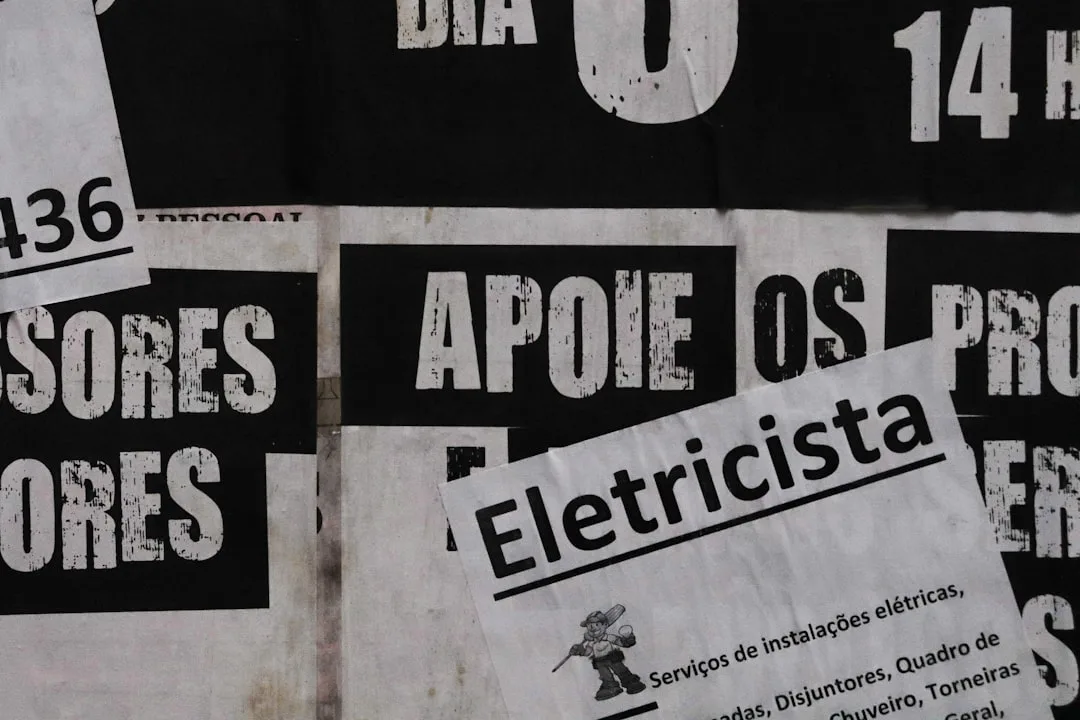 DIA
14 H
436
PESSOAL
SSORES
APOIE OS PRO
ORES
ER
S
Eletricista
Serviços de instalações elétricas,
adas, Disjuntores, Quadro de
Chuveiro, Torneiras
Geral,